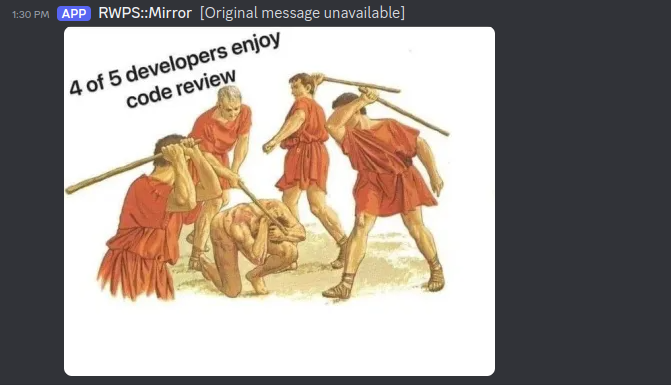 1:30 PM APP RWPS::Mirror [Original message unavailable]
4 of 5 developers enjoy
code review